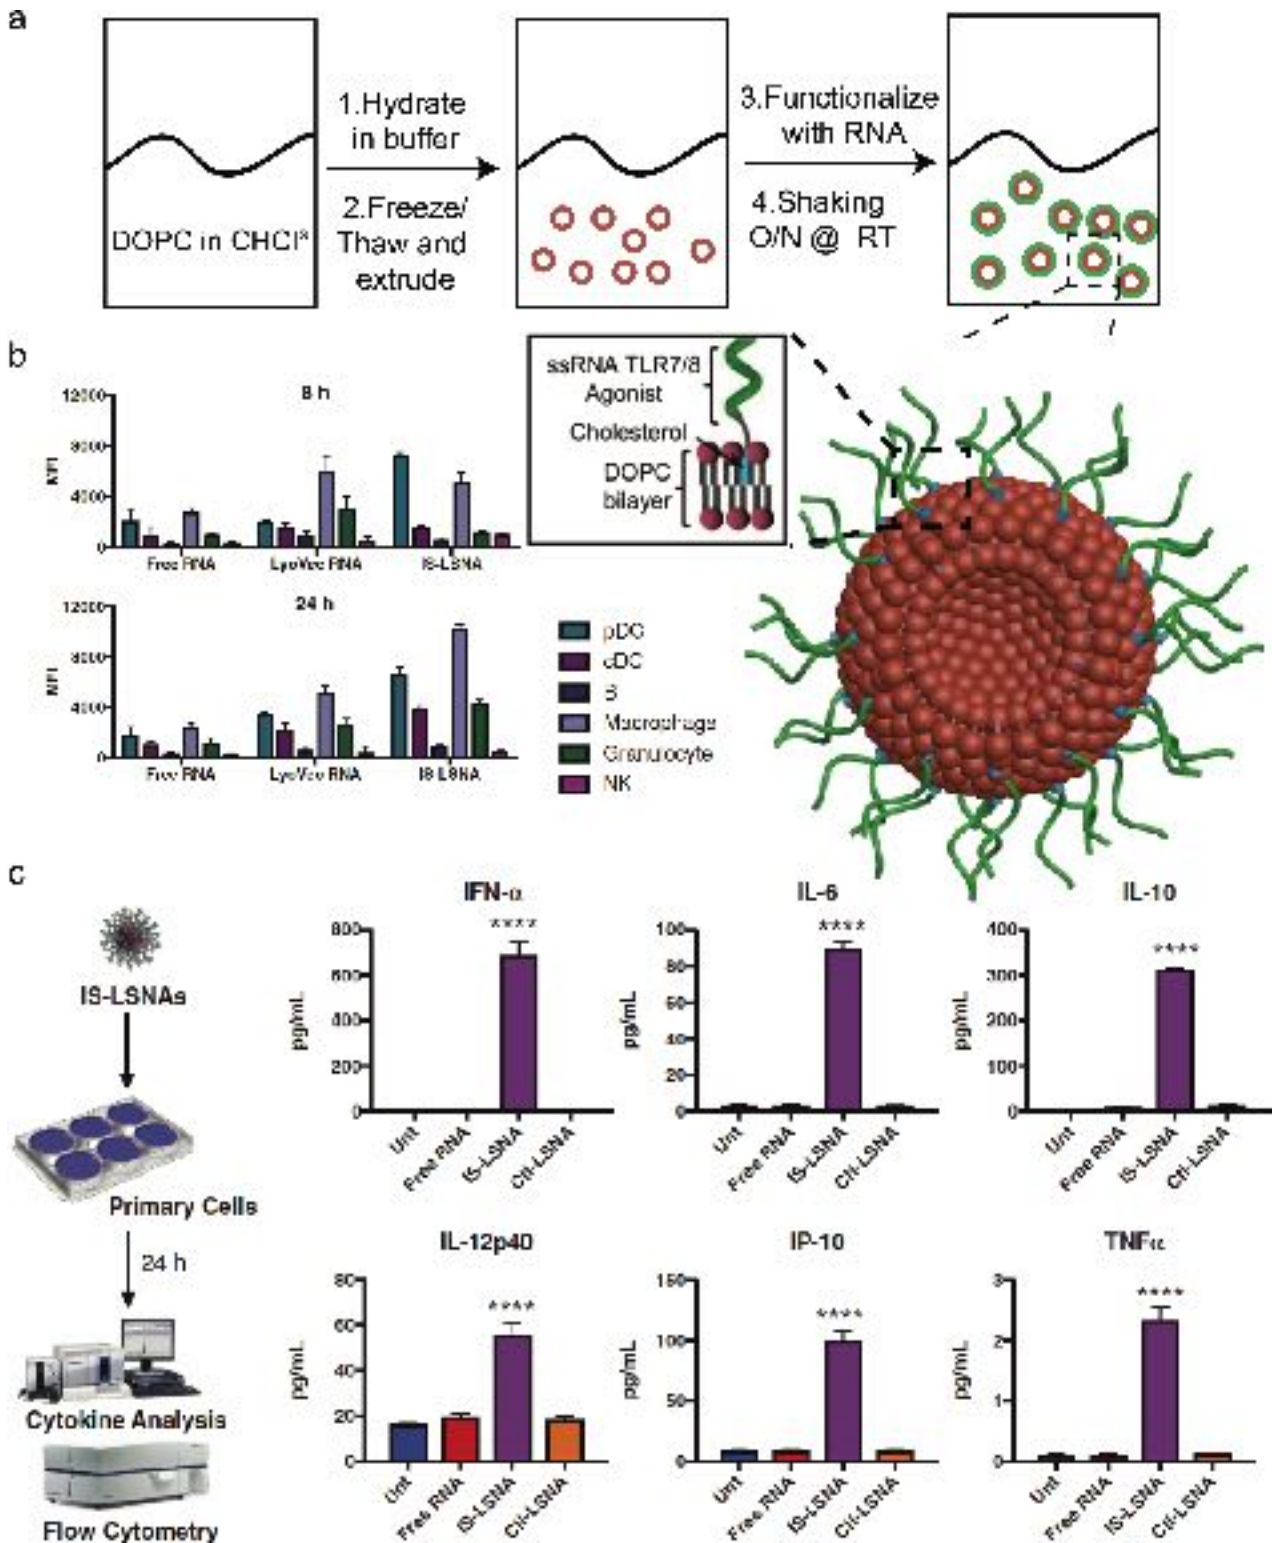 a
1.Hydrate
in buffer
2.Freeze/
Thaw and
extrude
3.Functionalize
with RNA
4.Shaking
O/N @ RT
DOPC in CHCl³
b
8 h
12000
8000
4000
0
MFI
Free RNA
LyoVec RNA
IS-LSNA
24 h
12000
8000
4000
0
MFI
Free RNA
LyoVec RNA
IS-LSNA
pDC
cDC
B
Macrophage
Granulocyte
NK
ssRNA TLR7/8
Agonist
Cholesterol
DOPC
bilayer
c
IS-LSNAs
Primary Cells
24 h
Cytokine Analysis
Flow Cytometry
IFN-α
800
600
400
200
0
pg/mL
****
Unt
Free RNA
IS-LSNA
Ctl-LSNA
IL-6
100
80
60
40
20
0
pg/mL
****
Unt
Free RNA
IS-LSNA
Ctl-LSNA
IL-10
400
300
200
100
0
pg/mL
****
Unt
Free RNA
IS-LSNA
Ctl-LSNA
IL-12p40
80
60
40
20
0
pg/mL
****
Unt
Free RNA
IS-LSNA
Ctl-LSNA
IP-10
150
100
50
0
pg/mL
****
Unt
Free RNA
IS-LSNA
Ctl-LSNA
TNFα
3
2
1
0
pg/mL
****
Unt
Free RNA
IS-LSNA
Ctl-LSNA